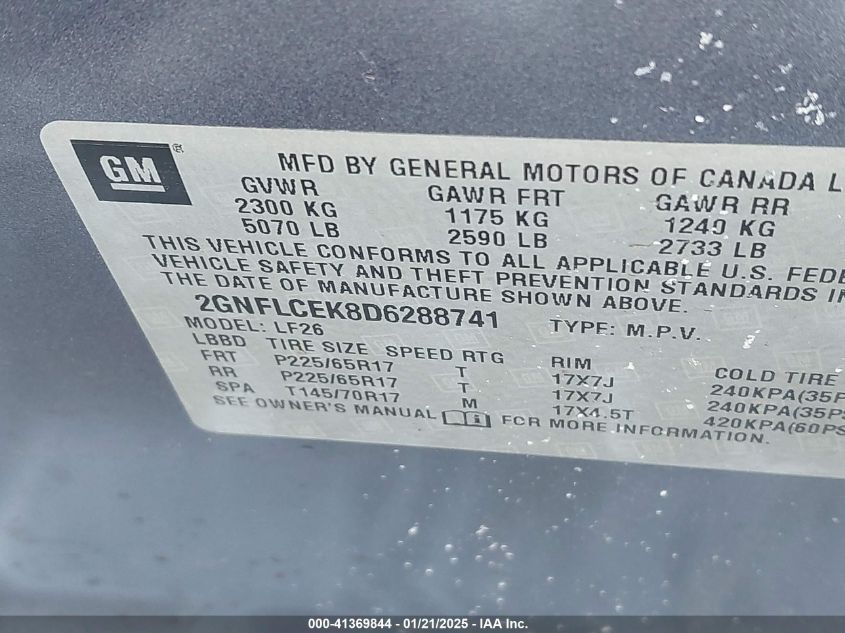 GM ®
MFD BY GENERAL MOTORS OF CANADA L
GVWR GAWR FRT GAWR RR
2300 KG 1175 KG 1240 KG
5070 LB 2590 LB 2733 LB
THIS VEHICLE CONFORMS TO ALL APPLICABLE U.S. FEDE
VEHICLE SAFETY AND THEFT PREVENTION STANDARDS IN
THE DATE OF MANUFACTURE SHOWN ABOVE.
2GNFLCEK8D6288741 TYPE: M.P.V.
MODEL: LF26
LBBD TIRE SIZE SPEED RTG RIM COLD TIRE
FRT P225/65R17 T 17X7J 240KPA(35P
RR P225/65R17 T 17X7J 240KPA(35PS
SPA T145/70R17 M 17X4.5T 420KPA(60PS
SEE OWNER'S MANUAL FOR MORE INFORMATION.
000-41369844 | 01/21/2025 | IAAI, Inc.